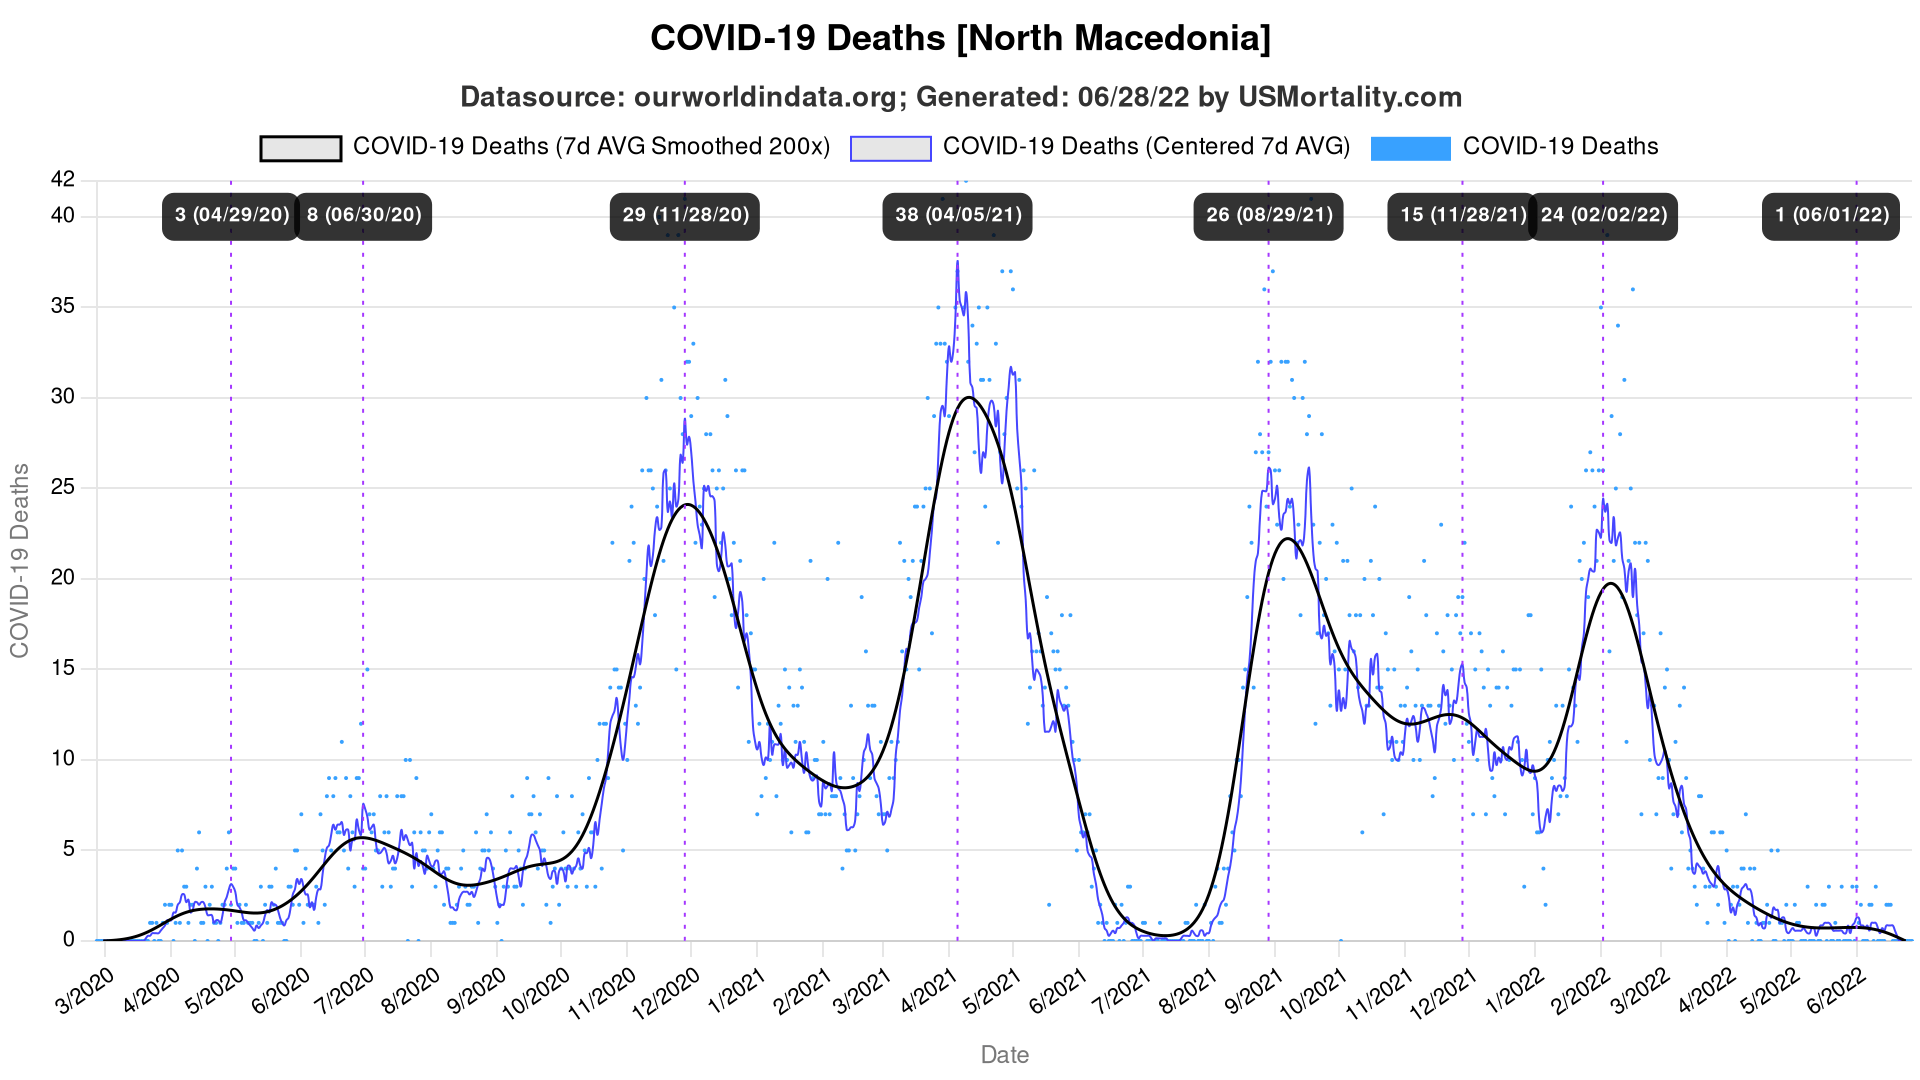 COVID-19 Deaths [North Macedonia]
Datasource: ourworldindata.org; Generated: 06/28/22 by USMortality.com
COVID-19 Deaths (7d AVG Smoothed 200x) COVID-19 Deaths (Centered 7d AVG) COVID-19 Deaths
42
3 (04/29/20) 8 (06/30/20) 29 (11/28/20) 38 (04/05/21) 26 (08/29/21) 15 (11/28/21) 24 (02/02/22) 1 (06/01/22)
40
35
30
25
20
15
10
5
0
COVID-19 Deaths
3/2020 4/2020 5/2020 6/2020 7/2020 8/2020 9/2020 10/2020 11/2020 12/2020 1/2021 2/2021 3/2021 4/2021 5/2021 6/2021 7/2021 8/2021 9/2021 10/2021 11/2021 12/2021 1/2022 2/2022 3/2022 4/2022 5/2022 6/2022
Date